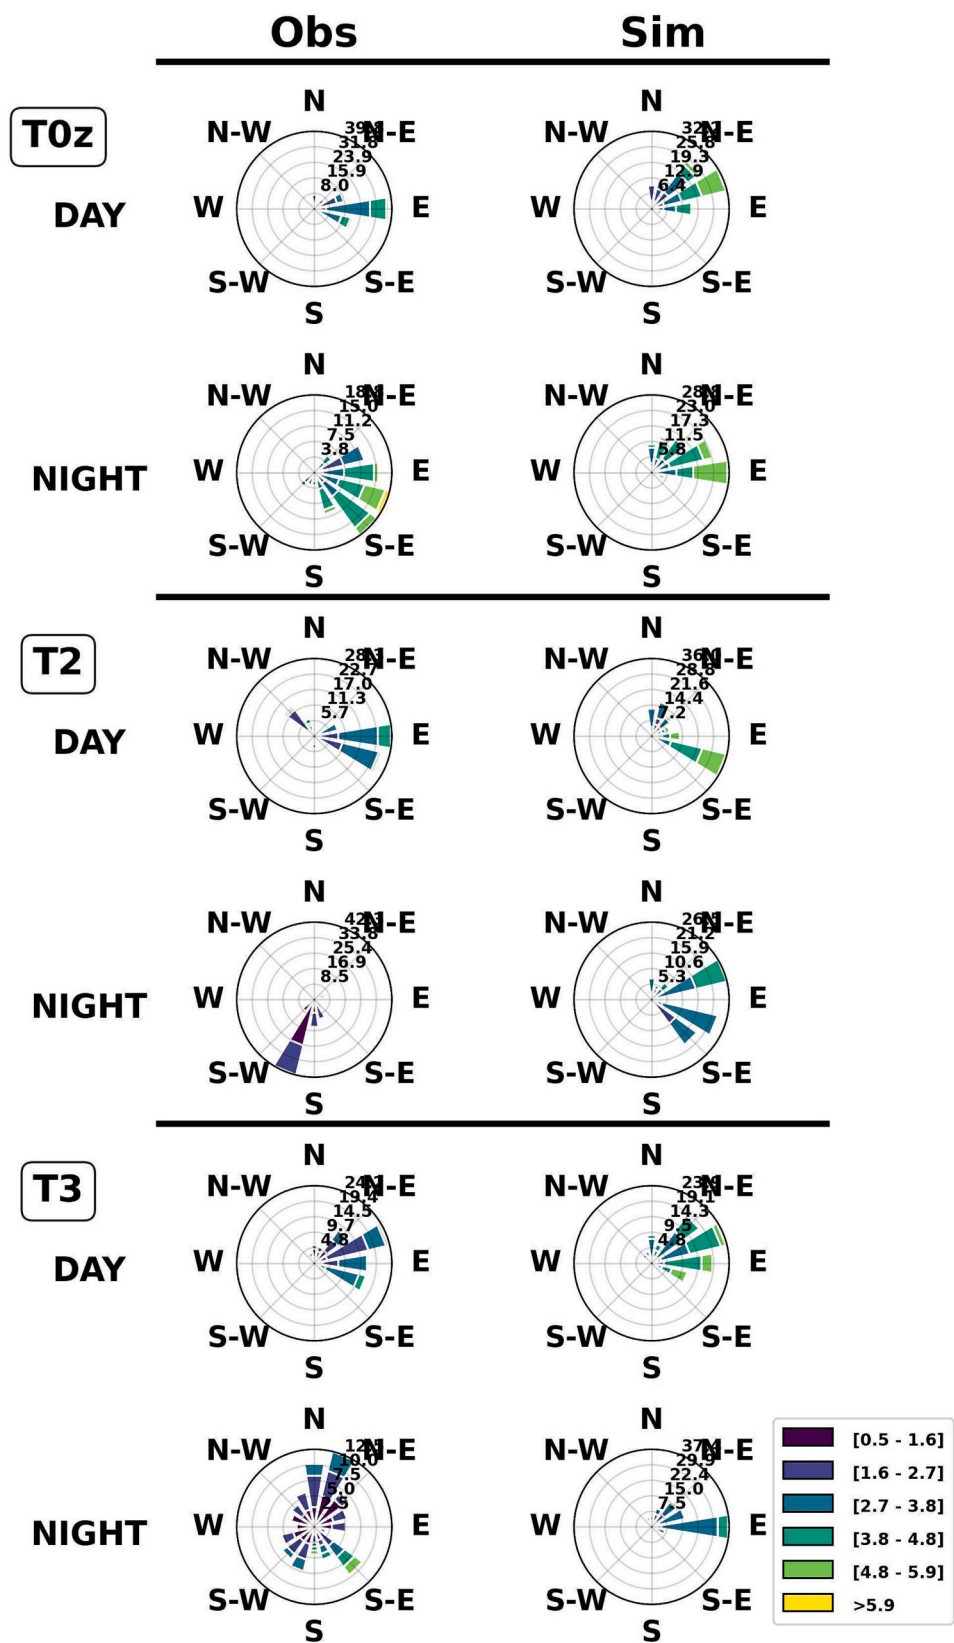 Obs Sim
T0z
DAY
N
N-W
W
S-W
S
S-E
E
31.8
23.9
15.9
8.0
N
N-W
W
S-W
S
S-E
E
25.8
19.3
12.9
6.4
NIGHT
N
N-W
W
S-W
S
S-E
E
N-E
15.0
11.2
7.5
3.8
N
N-W
W
S-W
S
S-E
E
N-E
23.0
17.3
11.5
5.8
T2
DAY
N
N-W
W
S-W
S
S-E
E
N-E
22.7
17.0
11.3
5.7
N
N-W
W
S-W
S
S-E
E
N-E
28.8
21.6
14.4
7.2
NIGHT
N
N-W
W
S-W
S
S-E
E
N-E
33.8
25.4
16.9
8.5
N
N-W
W
S-W
S
S-E
E
N-E
21.2
15.9
10.6
5.3
T3
DAY
N
N-W
W
S-W
S
S-E
E
N-E
19.4
14.5
9.7
4.8
N
N-W
W
S-W
S
S-E
E
N-E
19.1
14.3
9.5
4.8
NIGHT
N
N-W
W
S-W
S
S-E
E
N-E
10.0
7.5
5.0
2.5
N
N-W
W
S-W
S
S-E
E
N-E
29.9
22.4
15.0
7.5
[0.5 - 1.6]
[1.6 - 2.7]
[2.7 - 3.8]
[3.8 - 4.8]
[4.8 - 5.9]
>5.9